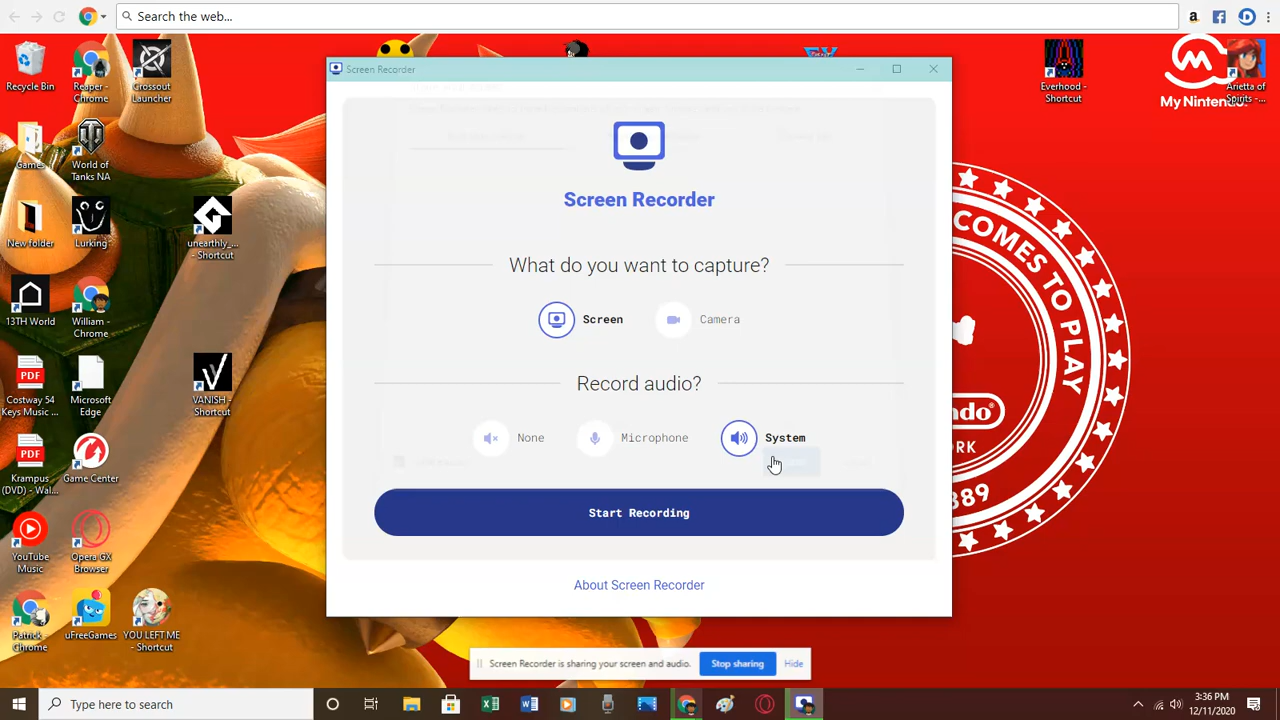 Search the web...
Recycle Bin
Reaper - Chrome
Crossout Launcher
Games
World of Tanks NA
New folder
Lurking
unearthly_... - Shortcut
13TH World
William - Chrome
Costway 54 Keys Music ...
Microsoft Edge
VANISH - Shortcut
Krampus (DVD) - Wal...
Game Center
YouTube Music
Opera GX Browser
Patrick - Chrome
uFreeGames
YOU LEFT ME - Shortcut
Everhood - Shortcut
My Nintendo
Arietta of Spirits -...
Screen Recorder
Screen Recorder
What do you want to capture?
Screen
Camera
Record audio?
None
Microphone
System
Start Recording
About Screen Recorder
Screen Recorder is sharing your screen and audio.
Stop sharing
Hide
COMES TO PLAY
889
Type here to search
3:36 PM
12/11/2020